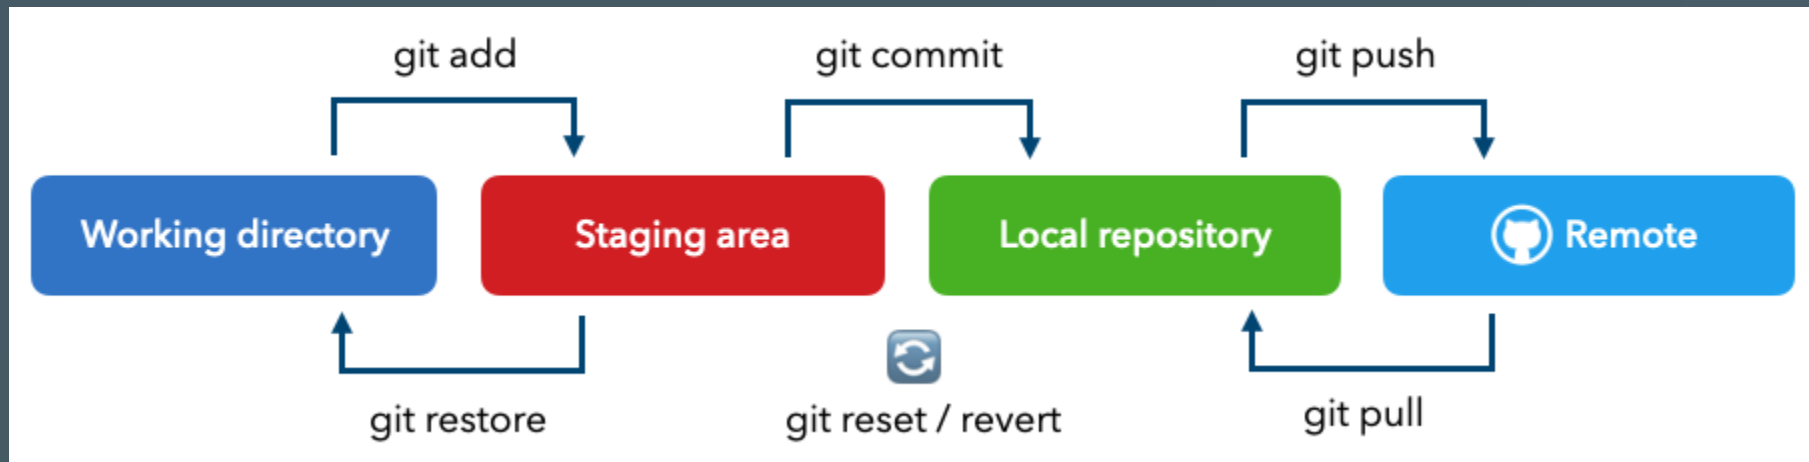 git add
git commit
git push
Working directory
Staging area
Local repository
Remote
git restore
git reset / revert
git pull